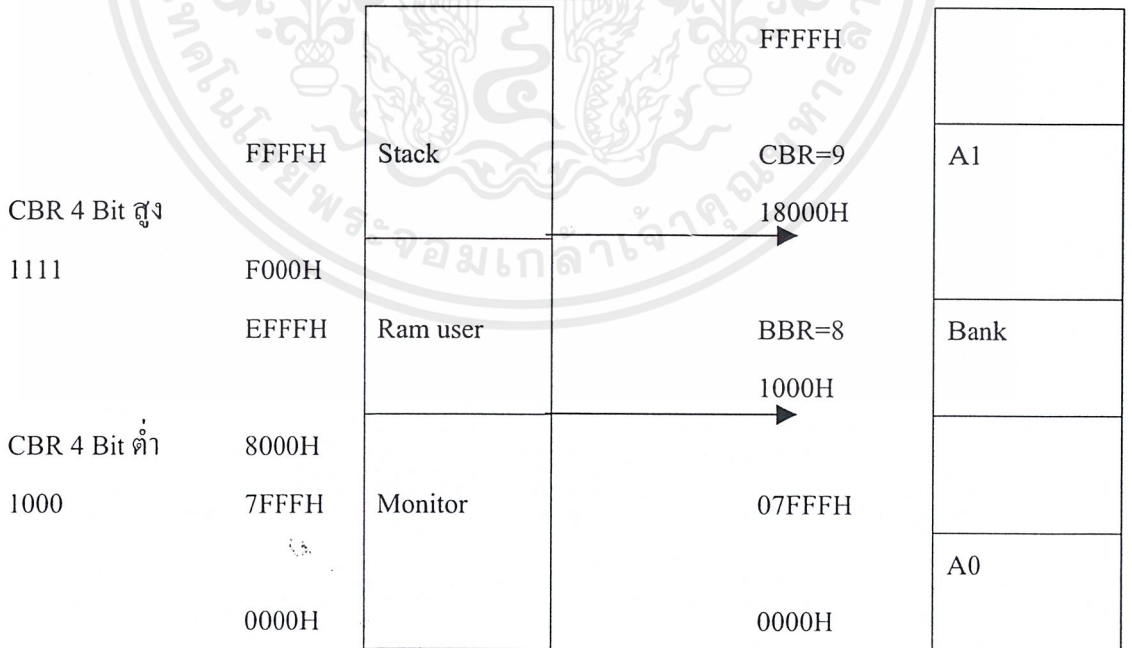 FFFFH
FFFFH Stack CBR=9 A1
CBR 4 Bit สูง 18000H
1111 F000H
EFFFH Ram user BBR=8 Bank
1000H
CBR 4 Bit ต่ำ 8000H
1000 7FFFH Monitor 07FFFH
A0
0000H 0000H